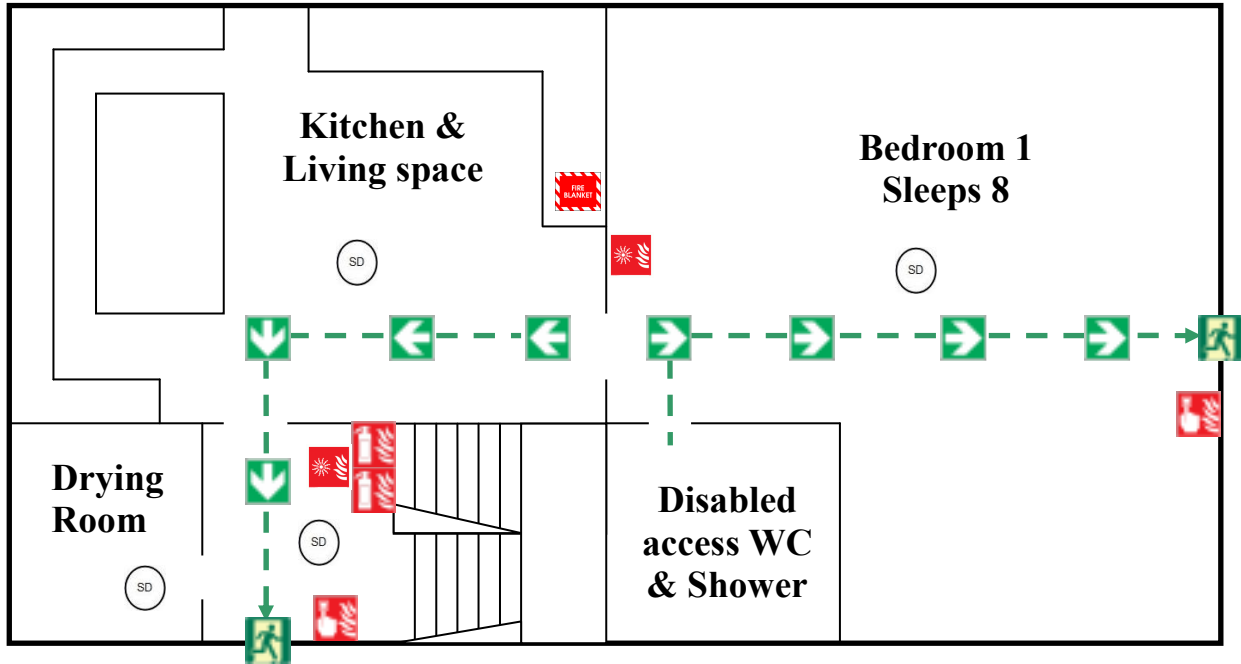 Kitchen &
Living space
Bedroom 1
Sleeps 8
FIRE
BLANKET
SD
SD
Drying
Room
SD
SD
Disabled
access WC
& Shower